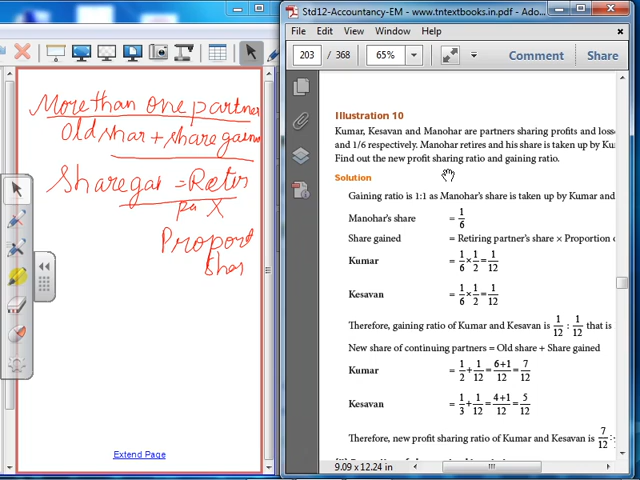 Std12-Accountancy-EM - www.tntextbooks.in.pdf - Ado...
File Edit View Window Help
203 / 368 65% Comment Share
More than one partner
Old shar + share gained
Share gai = Retir
pa X
Proport
shar
Extend Page
Illustration 10
Kumar, Kesavan and Manohar are partners sharing profits and losse
and 1/6 respectively. Manohar retires and his share is taken up by Ku
Find out the new profit sharing ratio and gaining ratio.
Solution
Gaining ratio is 1:1 as Manohar's share is taken up by Kumar and
Manohar's share = 1/6
Share gained = Retiring partner's share × Proportion o
Kumar = 1/6 × 1/2 = 1/12
Kesavan = 1/6 × 1/2 = 1/12
Therefore, gaining ratio of Kumar and Kesavan is 1/12 : 1/12 that is
New share of continuing partners = Old share + Share gained
Kumar = 1/2 + 1/12 = 6+1/12 = 7/12
Kesavan = 1/3 + 1/12 = 4+1/12 = 5/12
Therefore, new profit sharing ratio of Kumar and Kesavan is 7/12 :
9.09 x 12.24 in